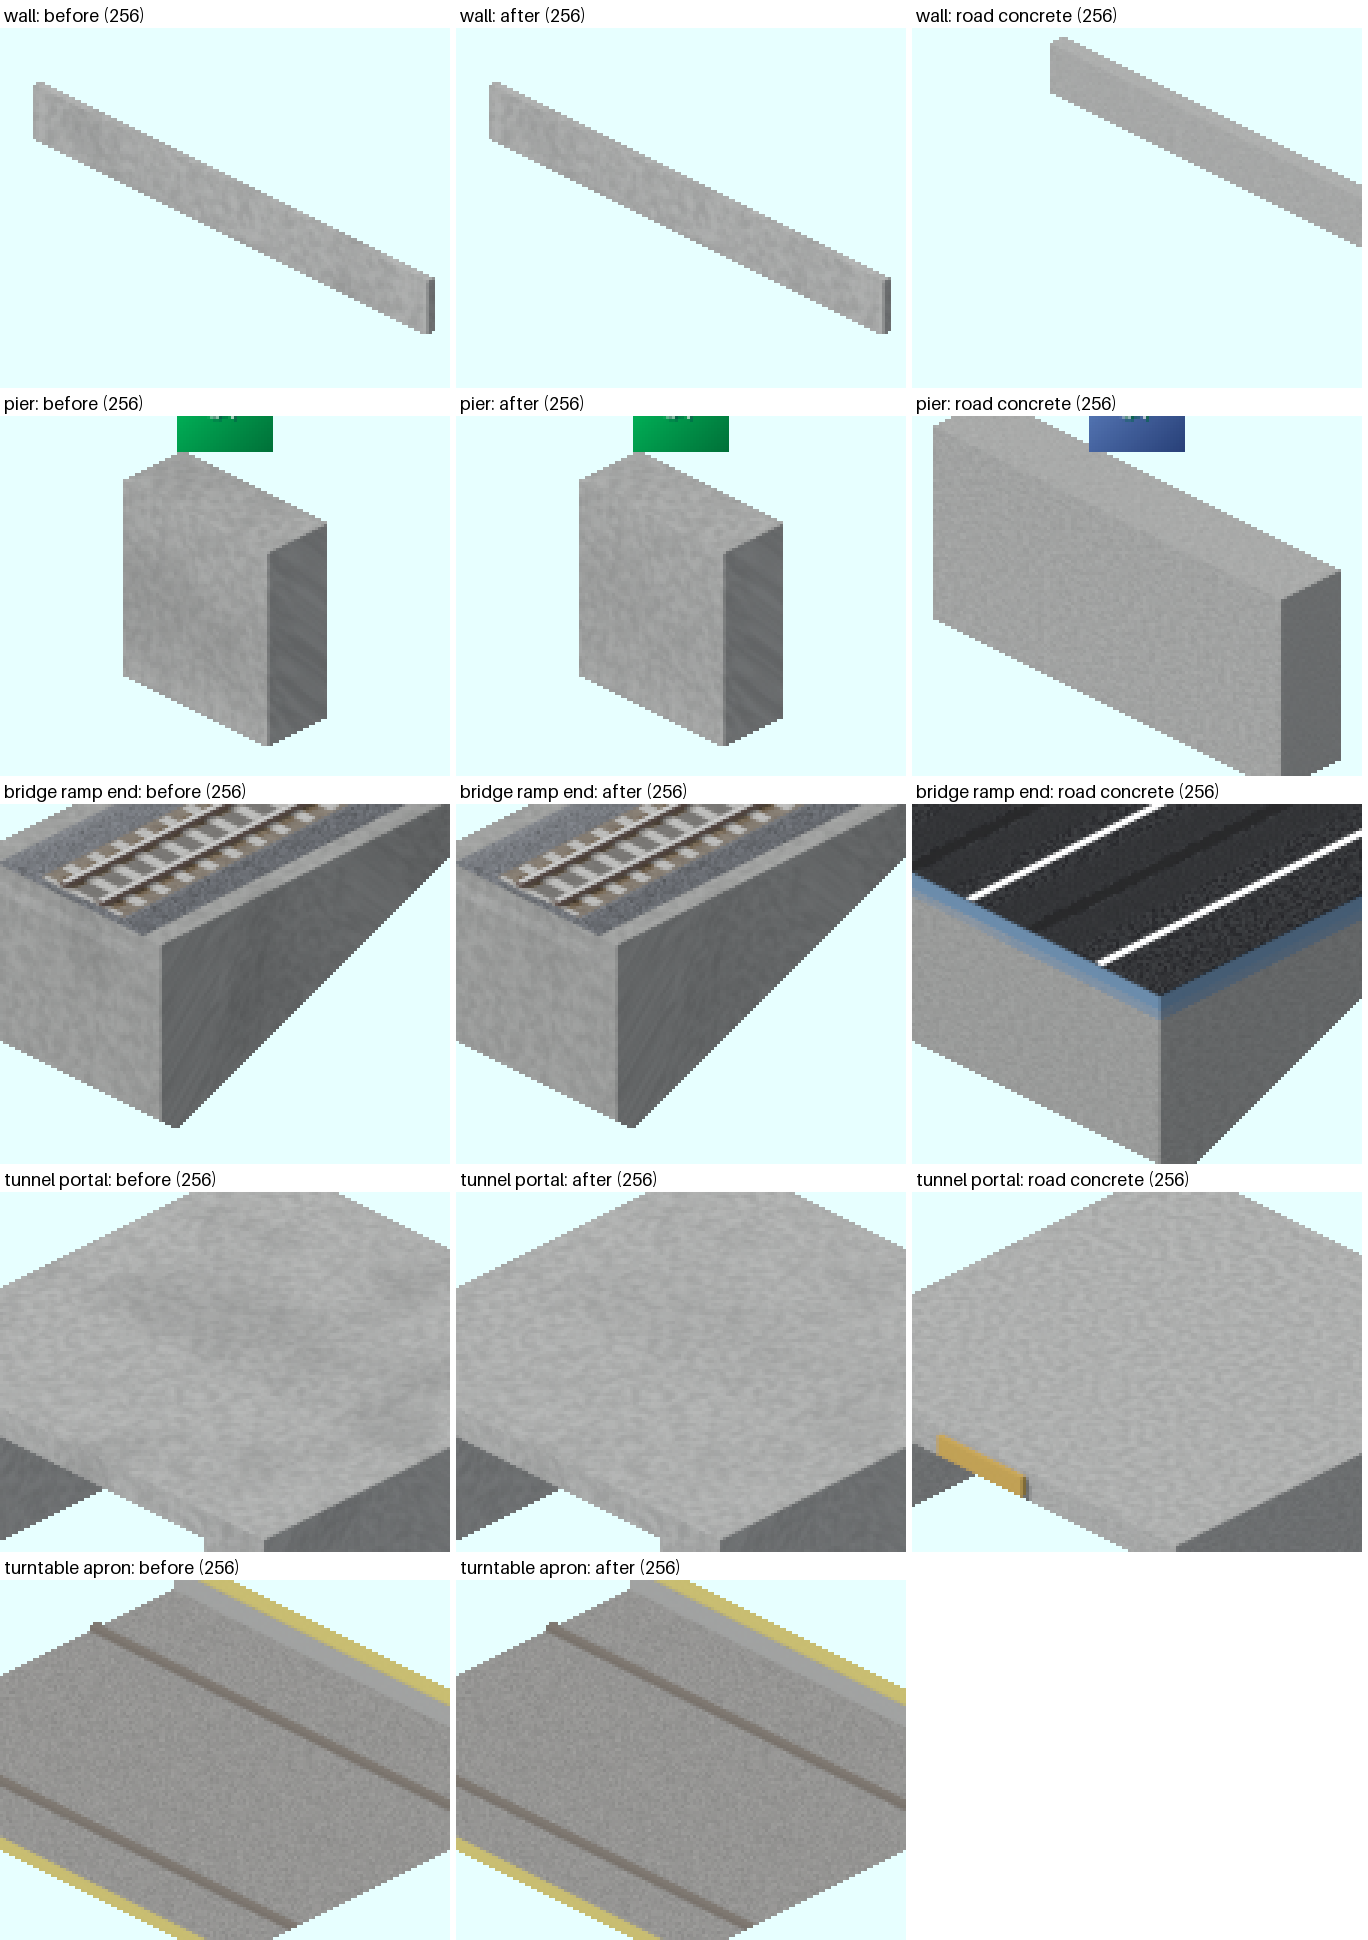 wall: before (256)
wall: after (256)
wall: road concrete (256)
pier: before (256)
pier: after (256)
pier: road concrete (256)
bridge ramp end: before (256)
bridge ramp end: after (256)
bridge ramp end: road concrete (256)
tunnel portal: before (256)
tunnel portal: after (256)
tunnel portal: road concrete (256)
turntable apron: before (256)
turntable apron: after (256)